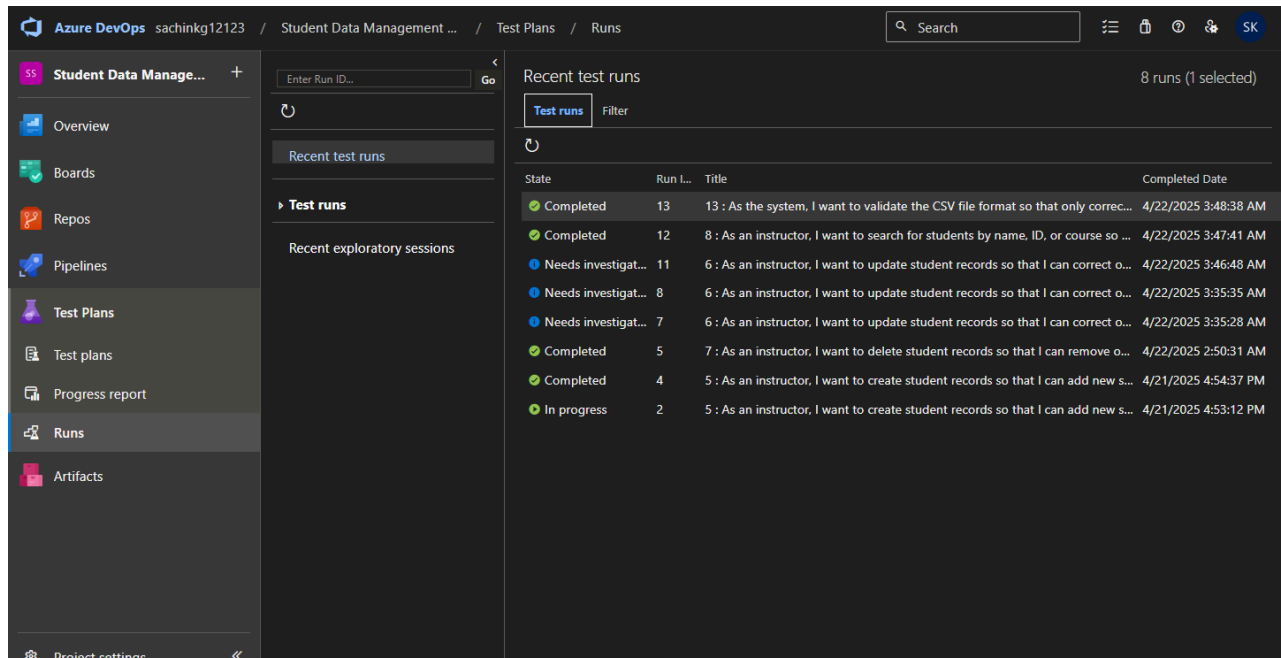 Azure DevOps sachinkg12123 / Student Data Management ... / Test Plans / Runs
Search
SK
SS Student Data Manage... +
Overview
Boards
Repos
Pipelines
Test Plans
Test plans
Progress report
Runs
Artifacts
Project settings
Enter Run ID... Go
Recent test runs
Test runs
Recent exploratory sessions
Recent test runs 8 runs (1 selected)
Test runs Filter
State Run I... Title Completed Date
Completed 13 13 : As the system, I want to validate the CSV file format so that only correc... 4/22/2025 3:48:38 AM
Completed 12 8 : As an instructor, I want to search for students by name, ID, or course so ... 4/22/2025 3:47:41 AM
Needs investigat... 11 6 : As an instructor, I want to update student records so that I can correct o... 4/22/2025 3:46:48 AM
Needs investigat... 8 6 : As an instructor, I want to update student records so that I can correct o... 4/22/2025 3:35:35 AM
Needs investigat... 7 6 : As an instructor, I want to update student records so that I can correct o... 4/22/2025 3:35:28 AM
Completed 5 7 : As an instructor, I want to delete student records so that I can remove o... 4/22/2025 2:50:31 AM
Completed 4 5 : As an instructor, I want to create student records so that I can add new s... 4/21/2025 4:54:37 PM
In progress 2 5 : As an instructor, I want to create student records so that I can add new s... 4/21/2025 4:53:12 PM